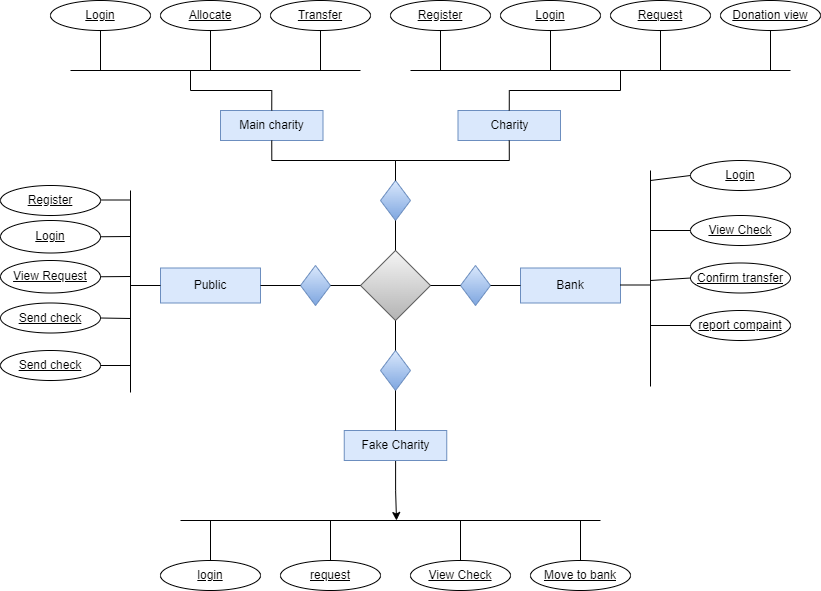 Login
Allocate
Transfer
Register
Login
Request
Donation view
Main charity
Charity
Register
Login
View Request
Send check
Send check
Public
Bank
Login
View Check
Confirm transfer
report compaint
Fake Charity
login
request
View Check
Move to bank